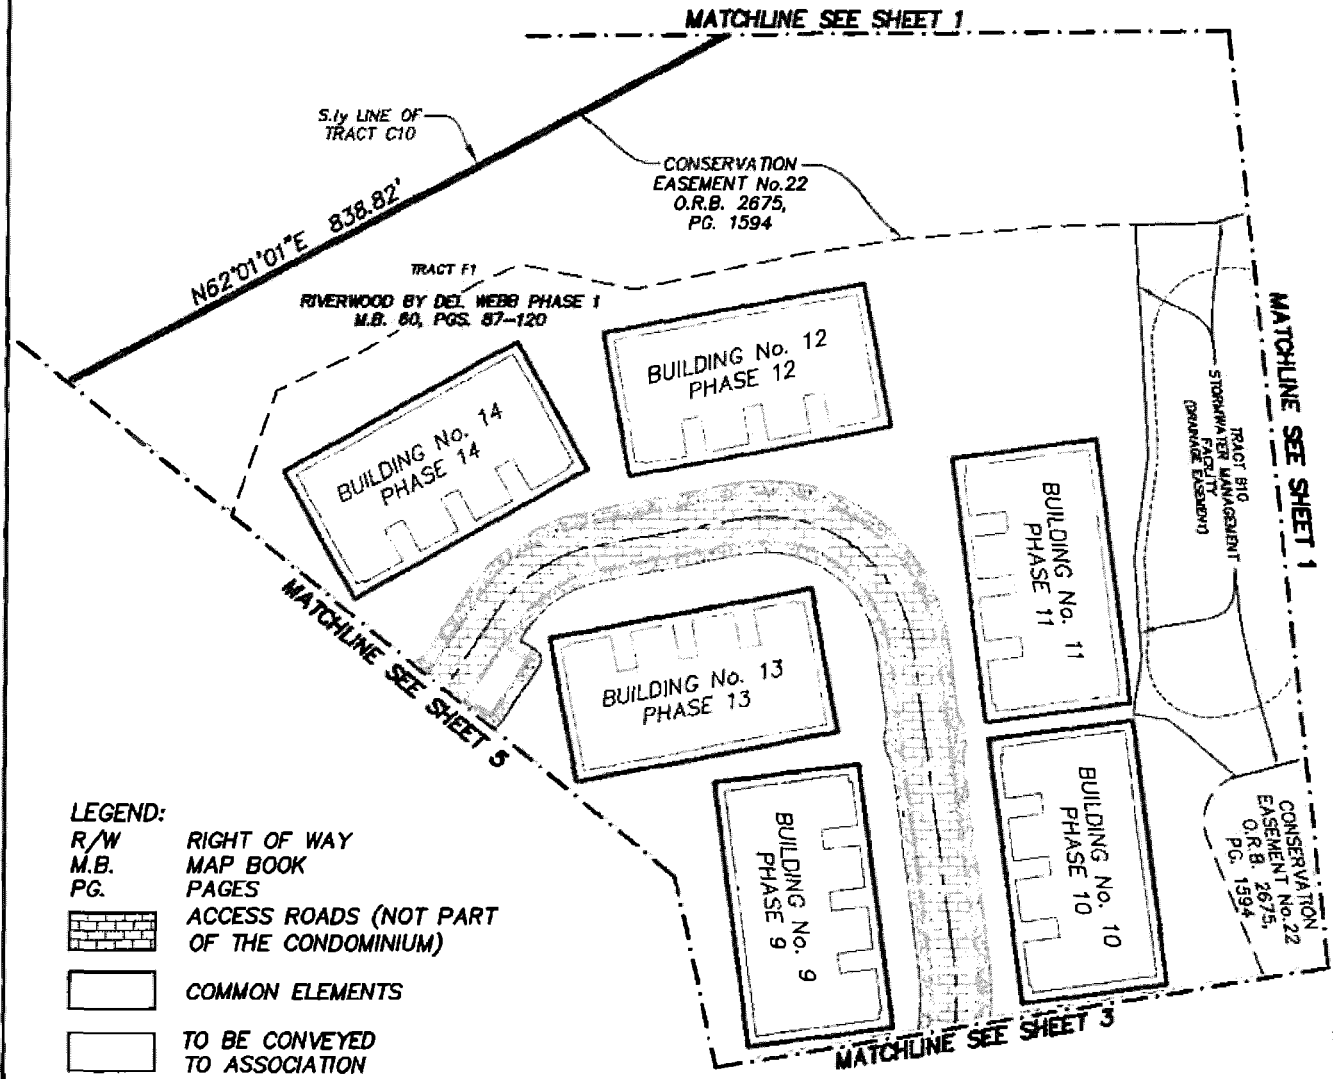 MATCHLINE SEE SHEET 1
S.ly LINE OF
TRACT C10
CONSERVATION
EASEMENT No.22
O.R.B. 2675,
PG. 1594
N62°01'01"E 838.82'
TRACT F1
RIVERWOOD BY DEL WEBB PHASE 1
M.B. 60, PGS. 87-120
BUILDING No. 12
PHASE 12
BUILDING No. 14
PHASE 14
MATCHLINE SEE SHEET 1
TRACT B10
STORMWATER MANAGEMENT
FACILITY
(DRAINAGE EASEMENT)
BUILDING No. 11
PHASE 11
MATCHLINE SEE SHEET 5
BUILDING No. 13
PHASE 13
BUILDING No. 9
PHASE 9
BUILDING No. 10
PHASE 10
CONSERVATION
EASEMENT No.22
O.R.B. 2675,
PG. 1594
MATCHLINE SEE SHEET 3
LEGEND:
R/W RIGHT OF WAY
M.B. MAP BOOK
PG. PAGES
ACCESS ROADS (NOT PART
OF THE CONDOMINIUM)
COMMON ELEMENTS
TO BE CONVEYED
TO ASSOCIATION